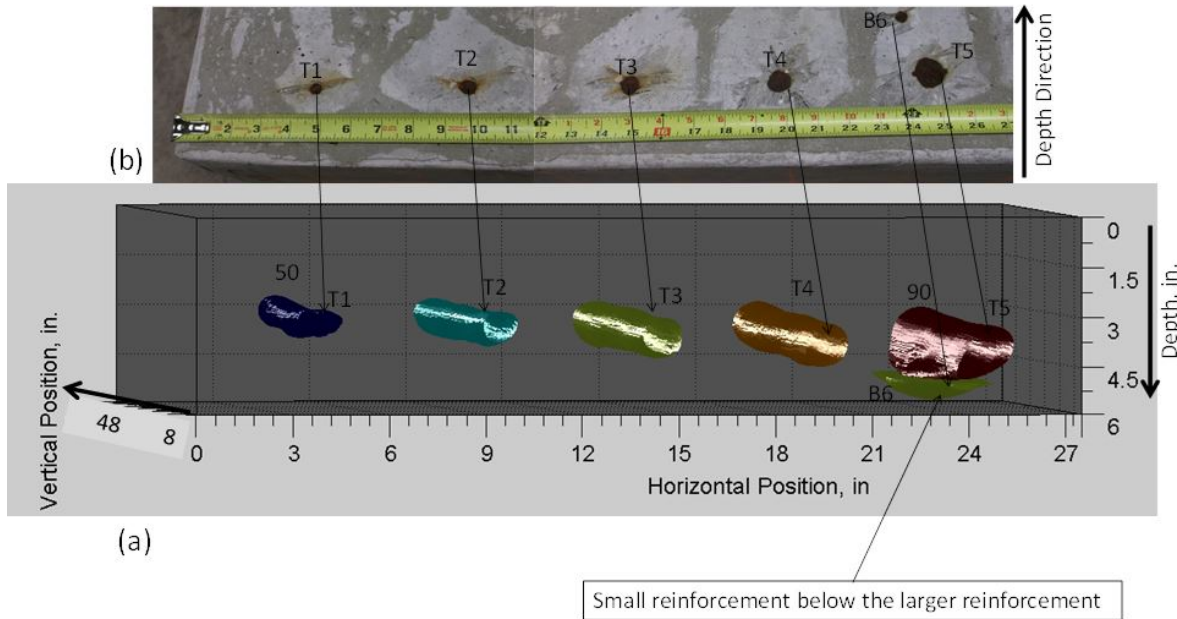 B6
T1
T2
T3
T4
T5
2 3 4 5 6 7 8 9 10 11 12 13 14 15 16 17 18 19 20 21 22 23 24 25 26
Depth Direction
(b)
50
T1
T2
T3
T4
90
T5
B6
0
1.5
3
4.5
6
Depth, in.
Vertical Position, in.
48 8
0 3 6 9 12 15 18 21 24 27
Horizontal Position, in
(a)
Small reinforcement below the larger reinforcement